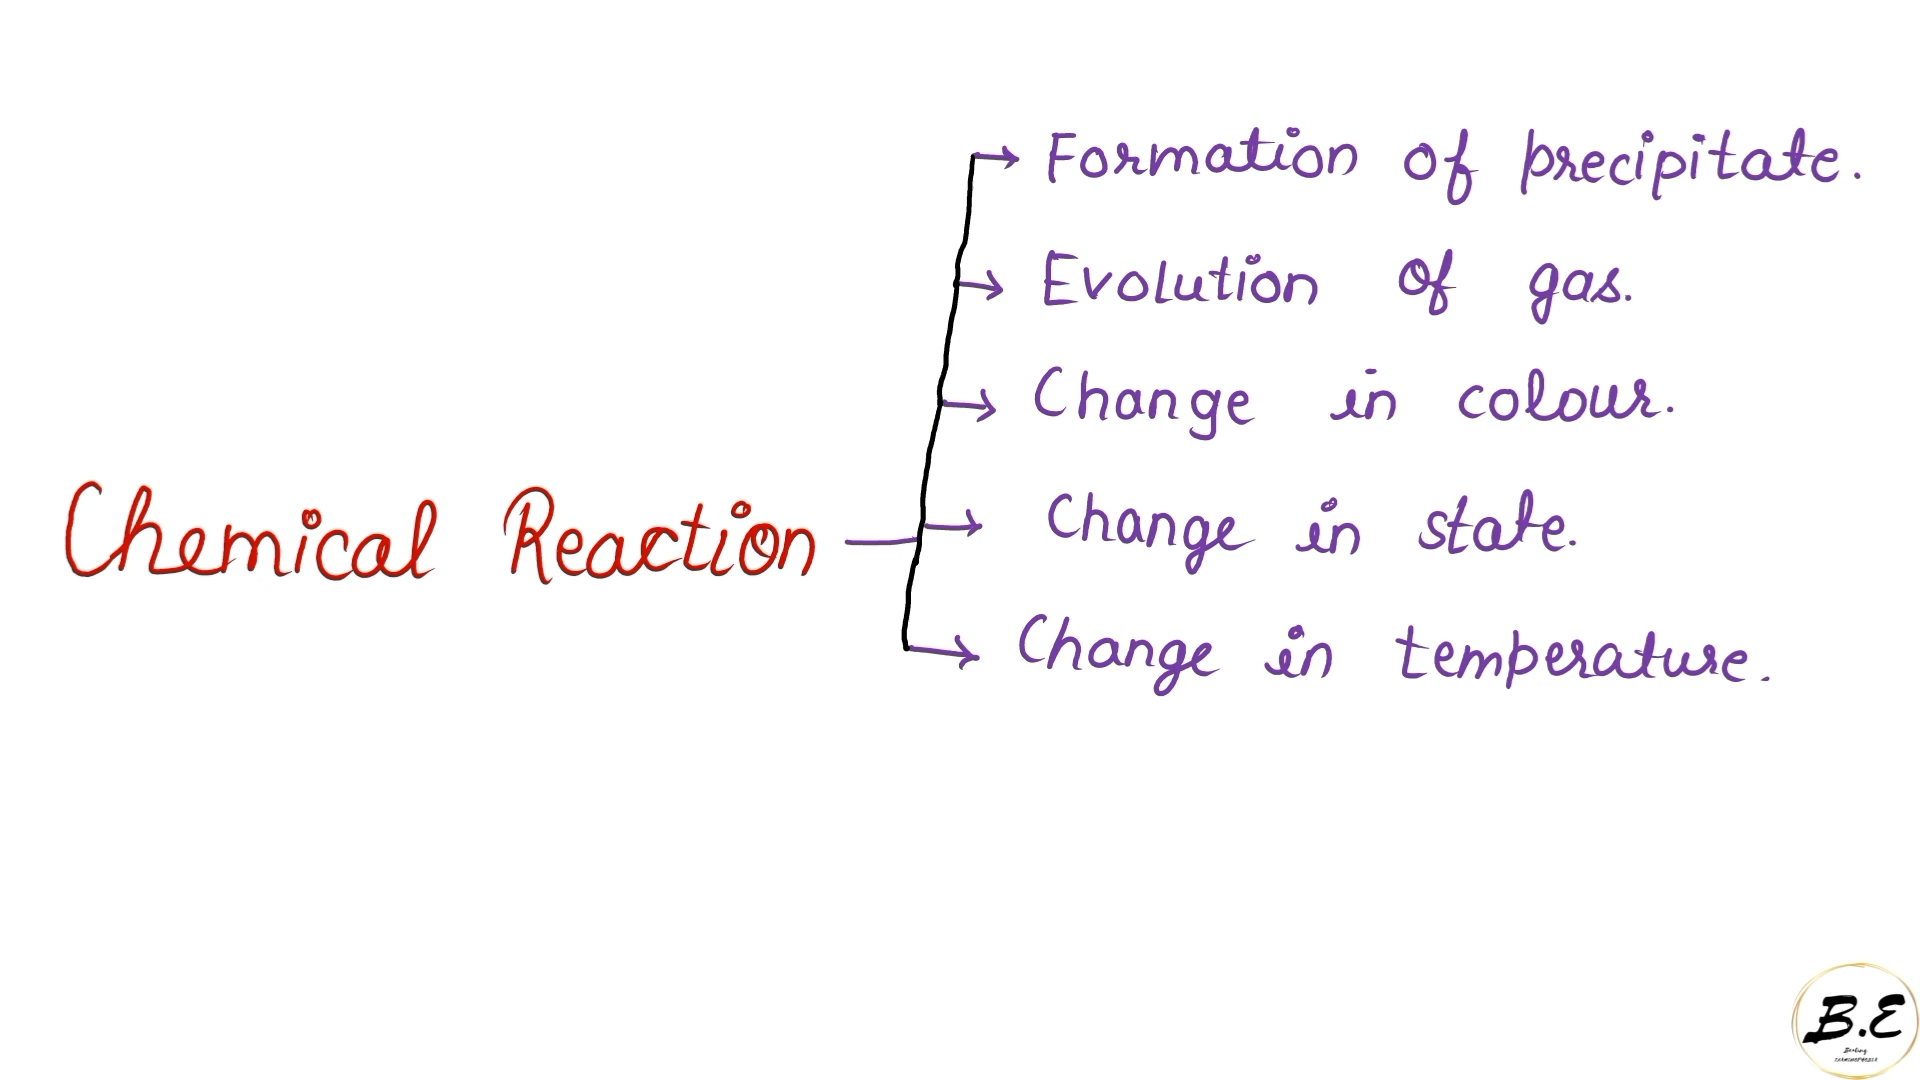 Formation of precipitate.
Evolution of gas.
Change in colour.
Change in state.
Chemical Reaction
Change in temperature.
B.E